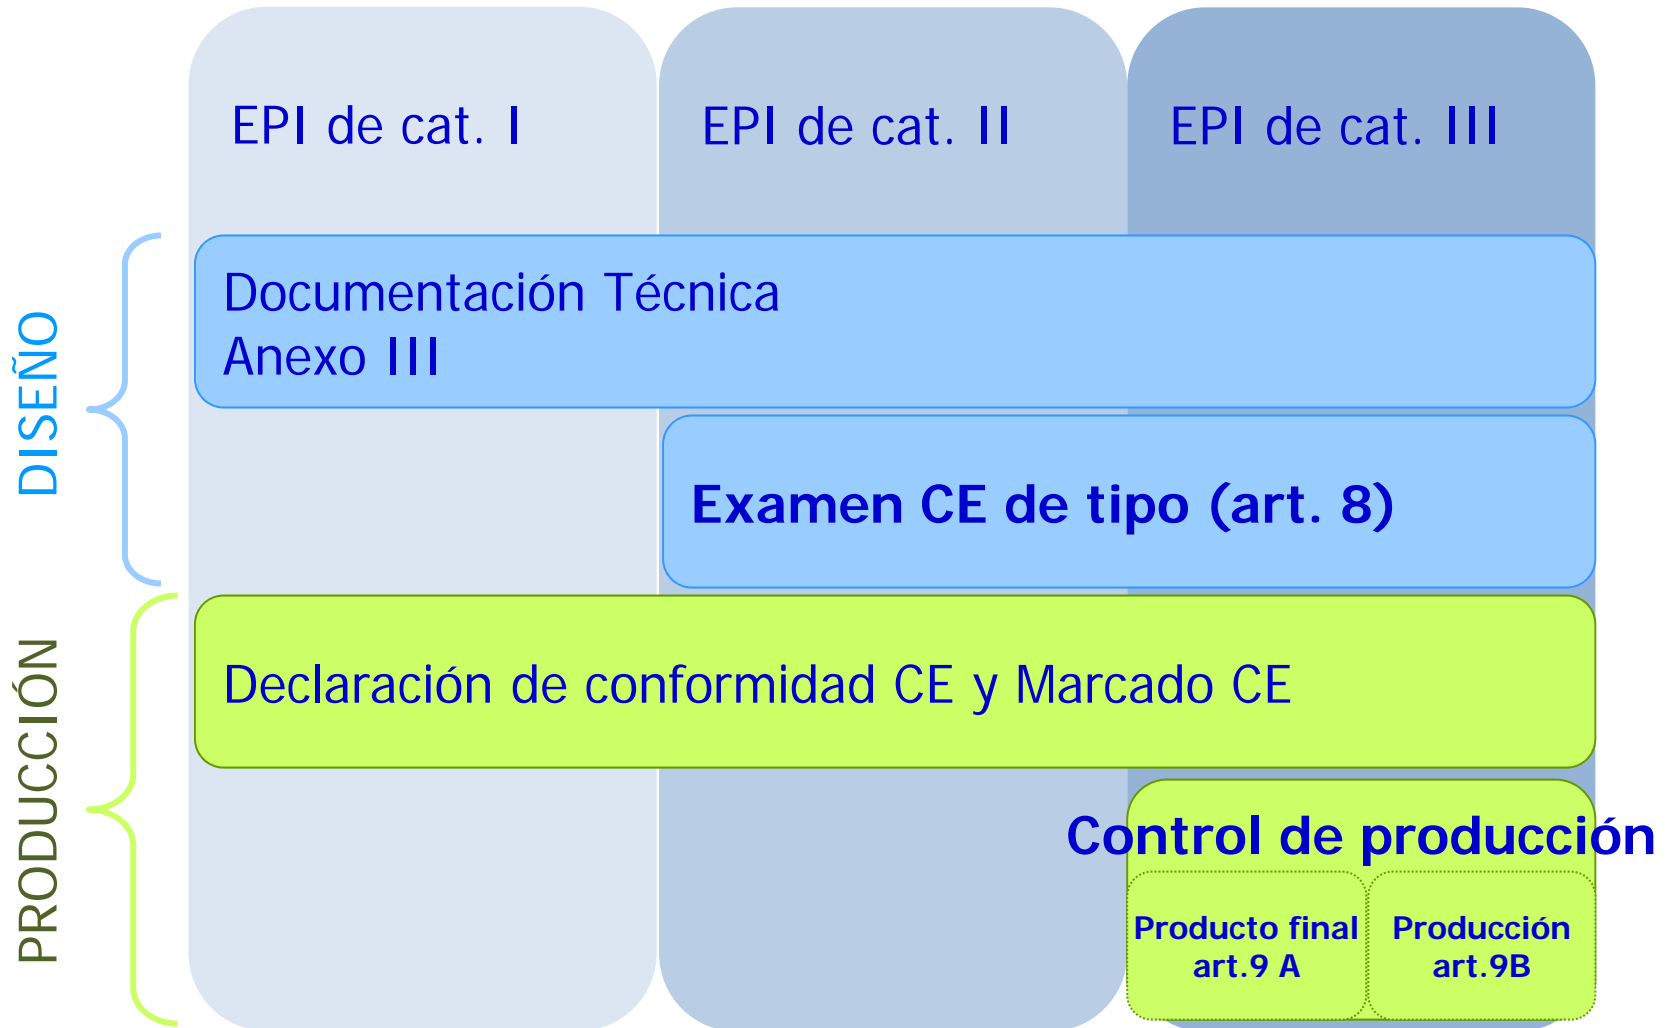 EPI de cat. I
EPI de cat. II
EPI de cat. III
DISEÑO
Documentación Técnica
Anexo III
Examen CE de tipo (art. 8)
PRODUCCIÓN
Declaración de conformidad CE y Marcado CE
Control de producción
Producto final
art.9 A
Producción
art.9B